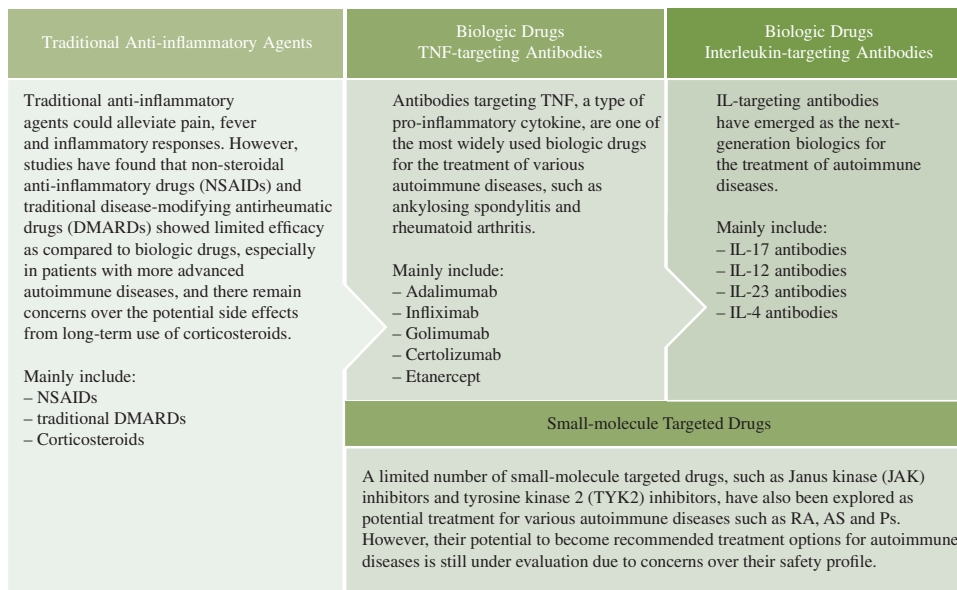 Traditional Anti-inflammatory Agents
Traditional anti-inflammatory
agents could alleviate pain, fever
and inflammatory responses. However,
studies have found that non-steroidal
anti-inflammatory drugs (NSAIDs) and
traditional disease-modifying antirheumatic
drugs (DMARDs) showed limited efficacy
as compared to biologic drugs, especially
in patients with more advanced
autoimmune diseases, and there remain
concerns over the potential side effects
from long-term use of corticosteroids.
Mainly include:
– NSAIDs
– traditional DMARDs
– Corticosteroids
Biologic Drugs
TNF-targeting Antibodies
Antibodies targeting TNF, a type of
pro-inflammatory cytokine, are one of
the most widely used biologic drugs
for the treatment of various
autoimmune diseases, such as
ankylosing spondylitis and
rheumatoid arthritis.
Mainly include:
– Adalimumab
– Infliximab
– Golimumab
– Certolizumab
– Etanercept
Biologic Drugs
Interleukin-targeting Antibodies
IL-targeting antibodies
have emerged as the next-
generation biologics for
the treatment of autoimmune
diseases.
Mainly include:
– IL-17 antibodies
– IL-12 antibodies
– IL-23 antibodies
– IL-4 antibodies
Small-molecule Targeted Drugs
A limited number of small-molecule targeted drugs, such as Janus kinase (JAK)
inhibitors and tyrosine kinase 2 (TYK2) inhibitors, have also been explored as
potential treatment for various autoimmune diseases such as RA, AS and Ps.
However, their potential to become recommended treatment options for autoimmune
diseases is still under evaluation due to concerns over their safety profile.